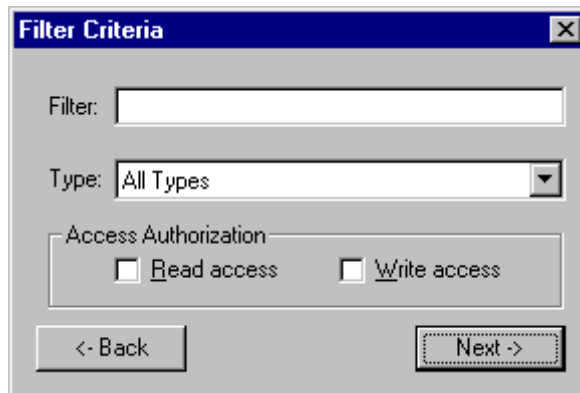 Filter Criteria
Filter:
Type: All Types
Access Authorization
Read access Write access
<- Back Next ->